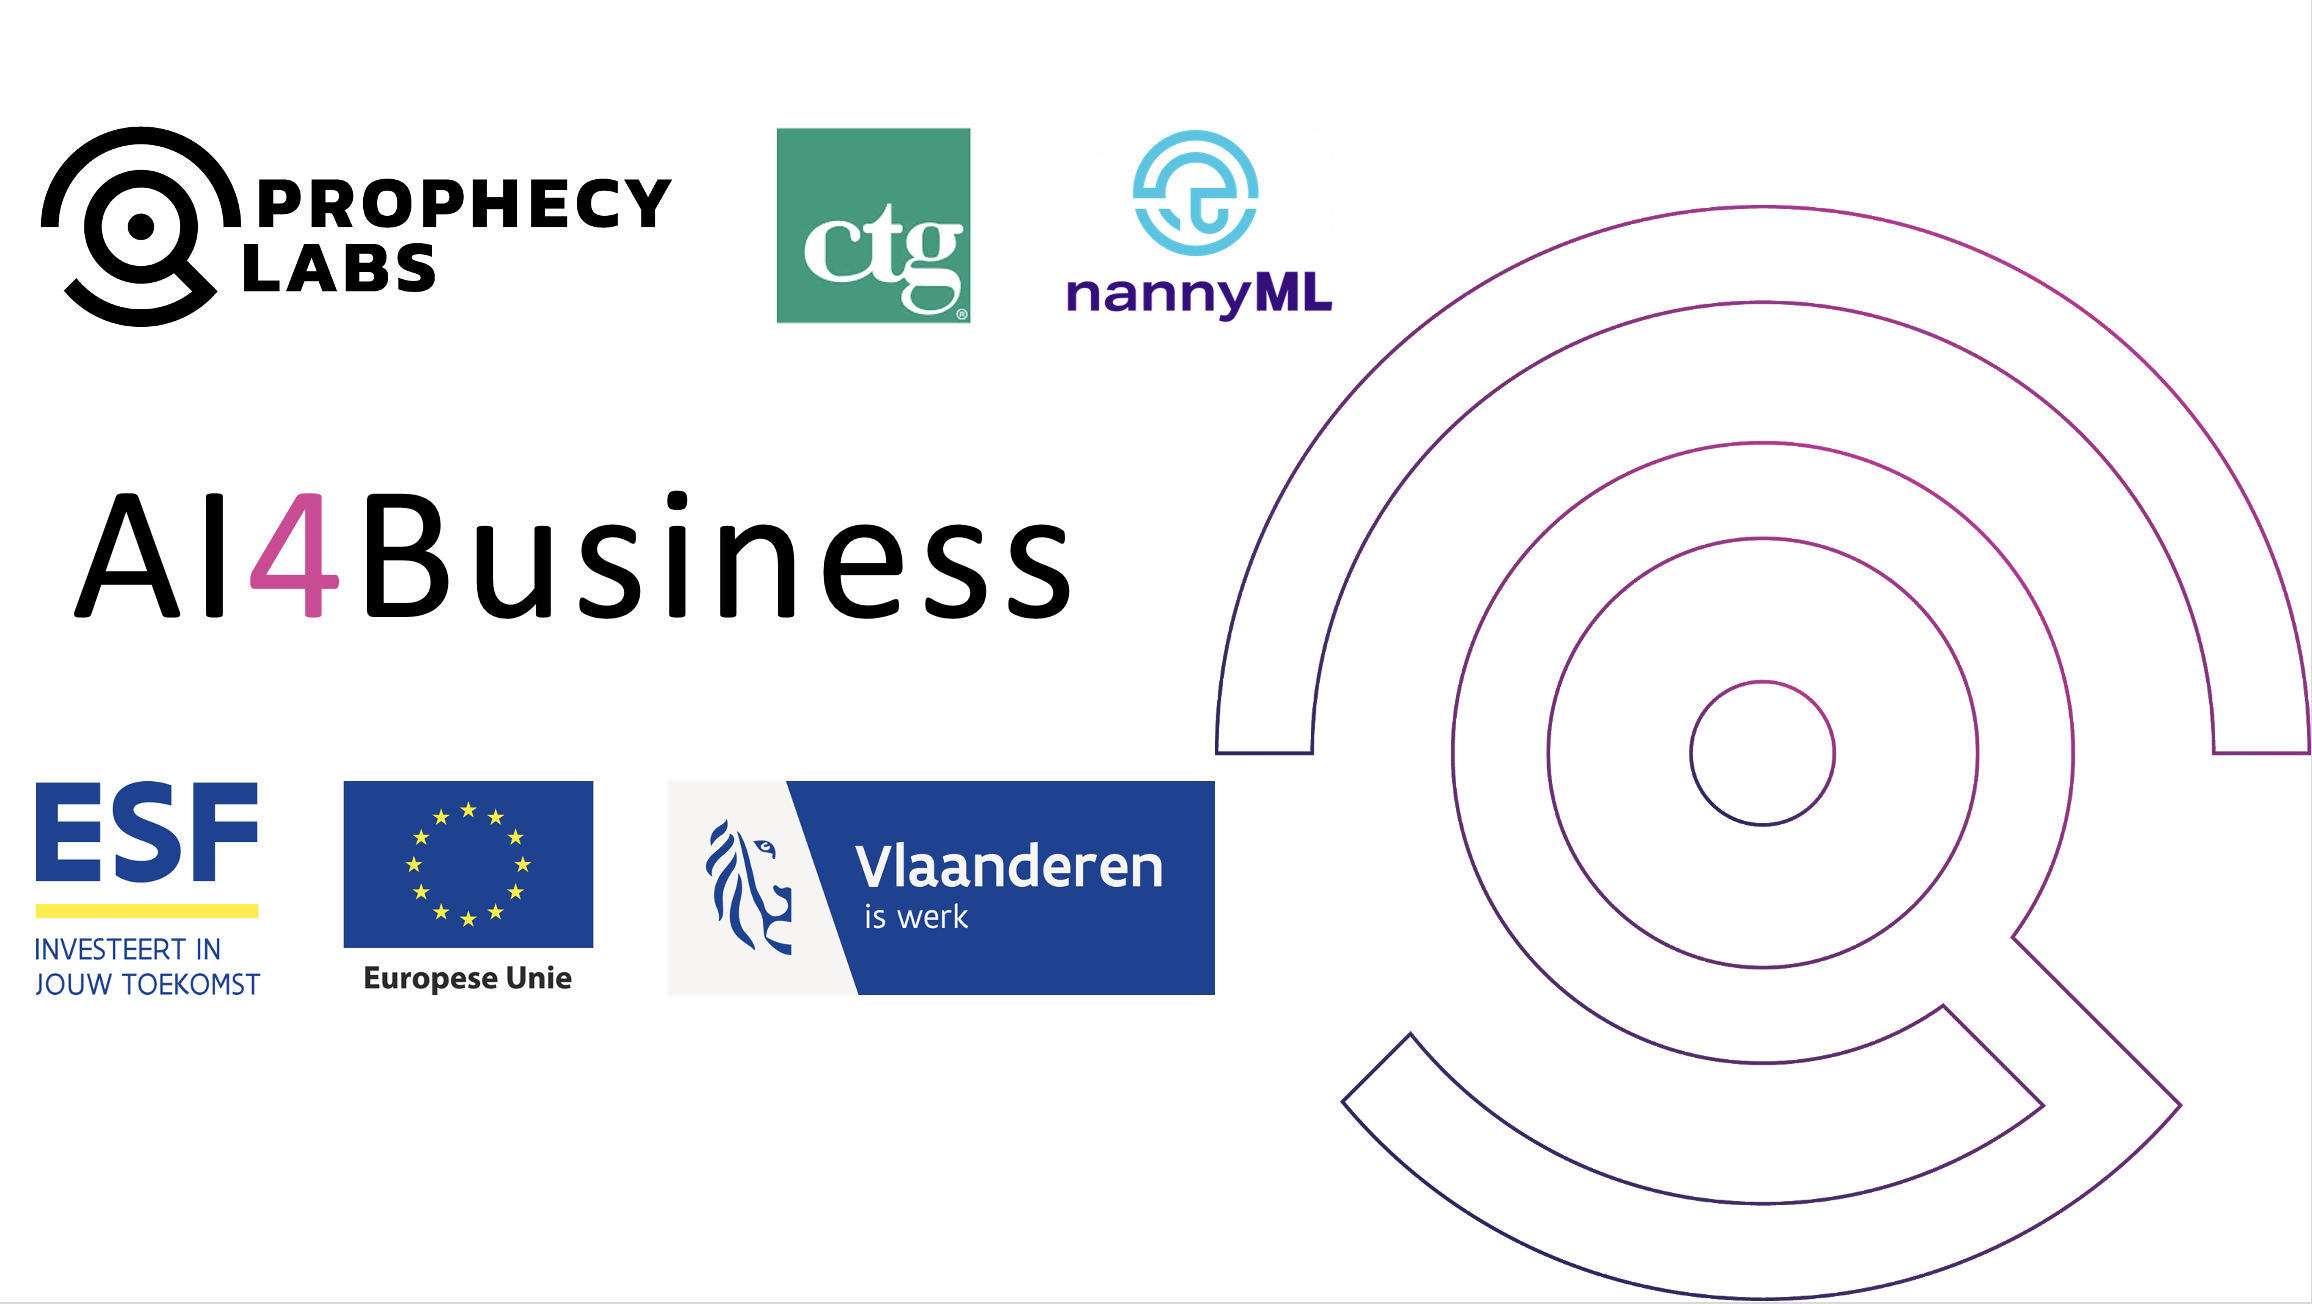 PROPHECY
LABS
ctg®
nannyML
AI4Business
ESF
INVESTEERT IN
JOUW TOEKOMST
Europese Unie
Vlaanderen
is werk